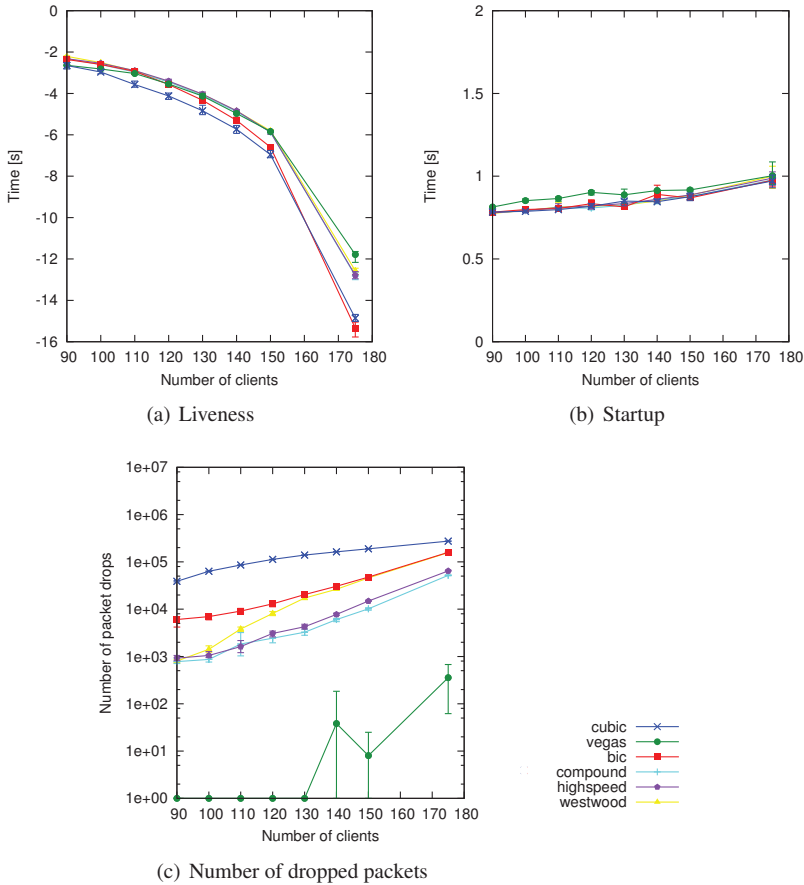 Time [s]
0
-2
-4
-6
-8
-10
-12
-14
-16
90 100 110 120 130 140 150 160 170 180
Number of clients
(a) Liveness
Time [s]
2
1.5
1
0.5
0
90 100 110 120 130 140 150 160 170 180
Number of clients
(b) Startup
Number of packet drops
1e+07
1e+06
1e+05
1e+04
1e+03
1e+02
1e+01
1e+00
90 100 110 120 130 140 150 160 170 180
Number of clients
(c) Number of dropped packets
cubic
vegas
bic
compound
highspeed
westwood